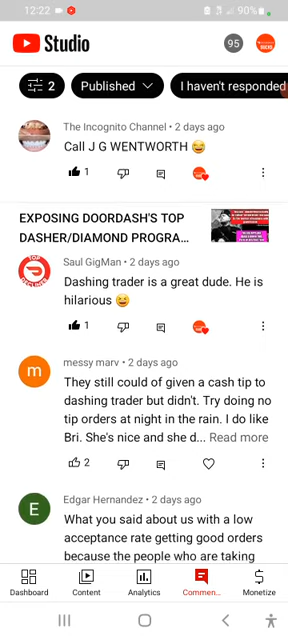 12:22
90%
Studio
95
2
Published
I haven't responded
The Incognito Channel • 2 days ago
Call J G WENTWORTH 😅
1
EXPOSING DOORDASH'S TOP
DASHER/DIAMOND PROGRA...
Saul GigMan • 2 days ago
Dashing trader is a great dude. He is
hilarious 😅
1
TOP
DECLINER
messy marv • 2 days ago
m
They still could of given a cash tip to
dashing trader but didn't. Try doing no
tip orders at night in the rain. I do like
Bri. She's nice and she d... Read more
2
Edgar Hernandez • 2 days ago
E
What you said about us with a low
acceptance rate getting good orders
because the people who are taking
Dashboard
Content
Analytics
Commen...
Monetize